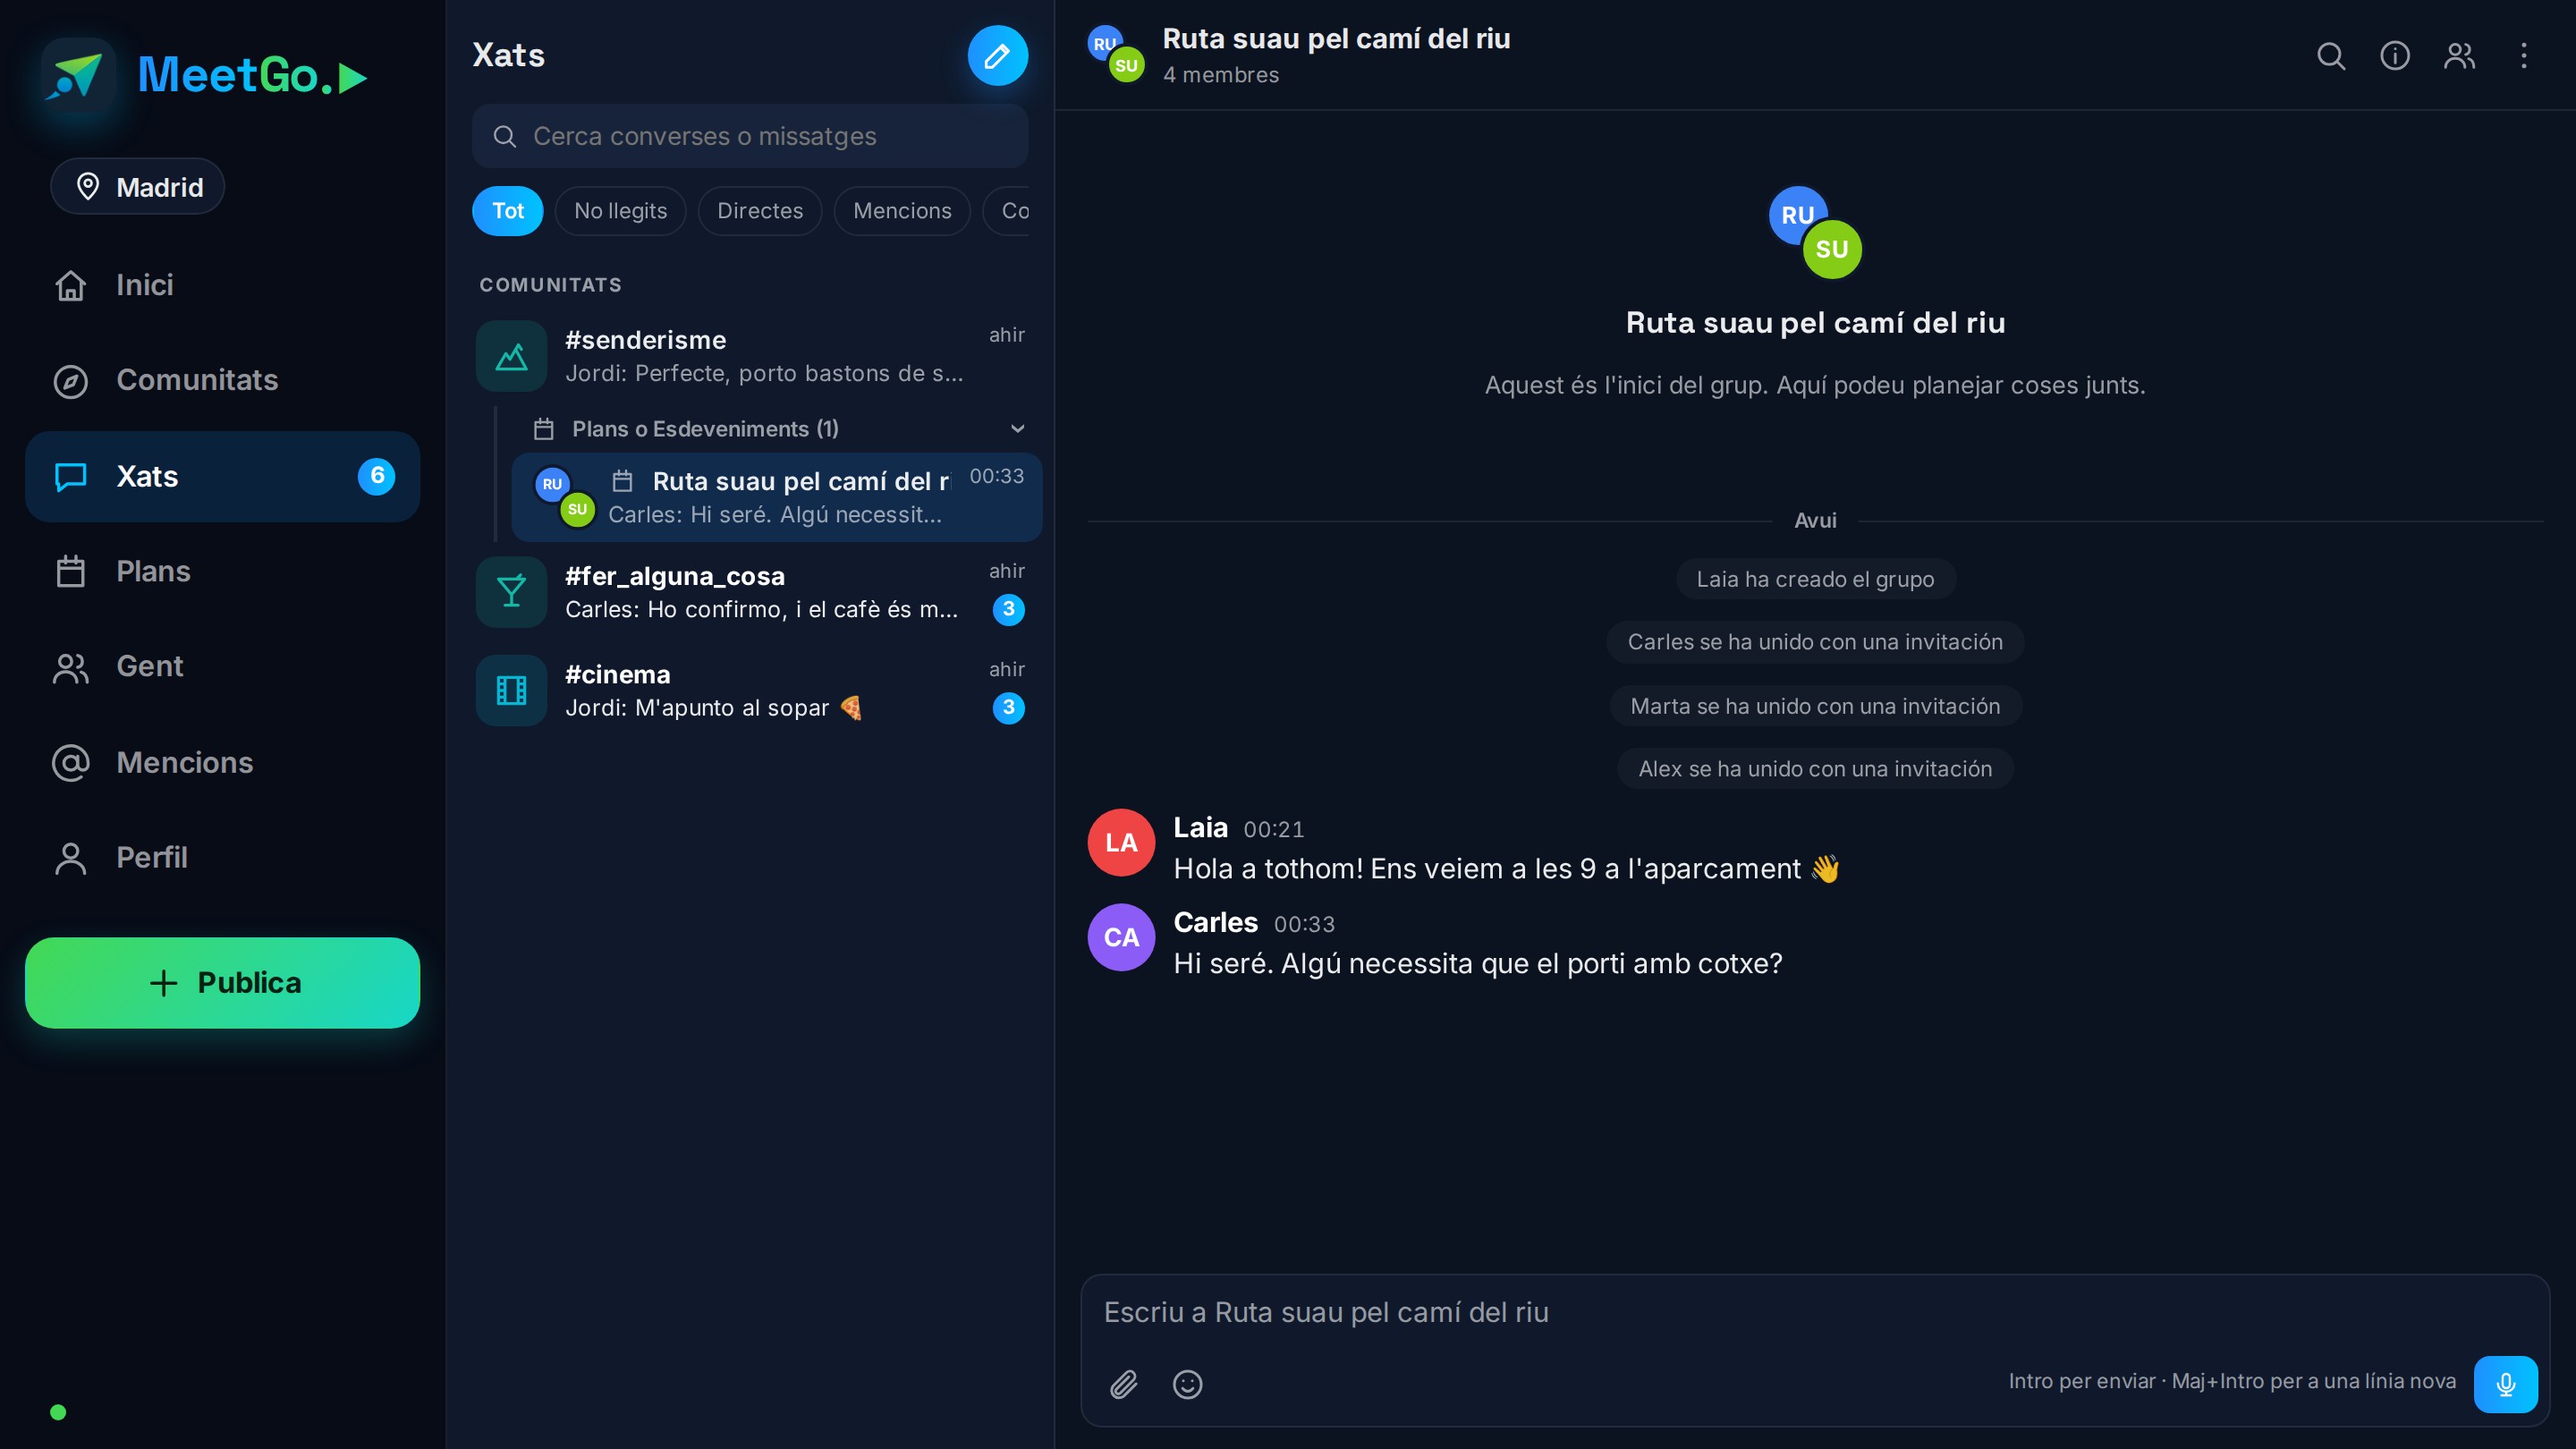 MeetGo.
Madrid
Inici
Comunitats
Xats
6
Plans
Gent
Mencions
Perfil
Publica
Xats
Cerca converses o missatges
Tot
No llegits
Directes
Mencions
Co
COMUNITATS
#senderisme
ahir
Jordi: Perfecte, porto bastons de s...
Plans o Esdeveniments (1)
RU
SU
Ruta suau pel camí del r
00:33
Carles: Hi seré. Algú necessit...
#fer_alguna_cosa
ahir
Carles: Ho confirmo, i el cafè és m...
3
#cinema
ahir
Jordi: M'apunto al sopar 🍕
3
RU
SU
Ruta suau pel camí del riu
4 membres
RU
SU
Ruta suau pel camí del riu
Aquest és l'inici del grup. Aquí podeu planejar coses junts.
Avui
Laia ha creado el grupo
Carles se ha unido con una invitación
Marta se ha unido con una invitación
Alex se ha unido con una invitación
LA
Laia 00:21
Hola a tothom! Ens veiem a les 9 a l'aparcament 👋
CA
Carles 00:33
Hi seré. Algú necessita que el porti amb cotxe?
Escriu a Ruta suau pel camí del riu
Intro per enviar · Maj+Intro per a una línia nova